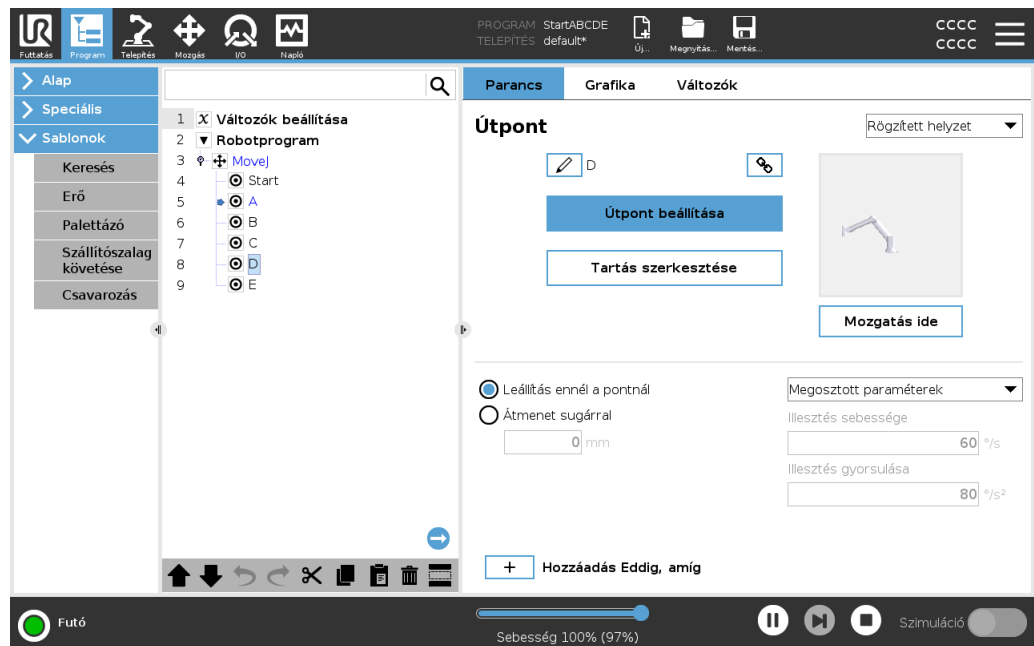 UR
Futtatás
Program
Telepítés
Mozgás
I/O
Napló
PROGRAM StartABCDE
TELEPÍTÉS default*
Új...
Megnyitás...
Mentés...
CCCC
CCCC
Alap
Speciális
Sablonok
Keresés
Erő
Palettázó
Szállítószalag
követése
Csavarozás
1 X Változók beállítása
2 Robotprogram
3 MoveJ
4 Start
5 A
6 B
7 C
8 D
9 E
Parancs
Grafika
Változók
Útpont
Rögzített helyzet
D
Útpont beállítása
Tartás szerkesztése
Mozgatás ide
Leállítás ennél a pontnál
Átmenet sugárral
0 mm
Megosztott paraméterek
Illesztés sebessége
60 °/s
Illesztés gyorsulása
80 °/s²
+ Hozzáadás Eddig, amíg
Futó
Sebesség 100% (97%)
Szimuláció